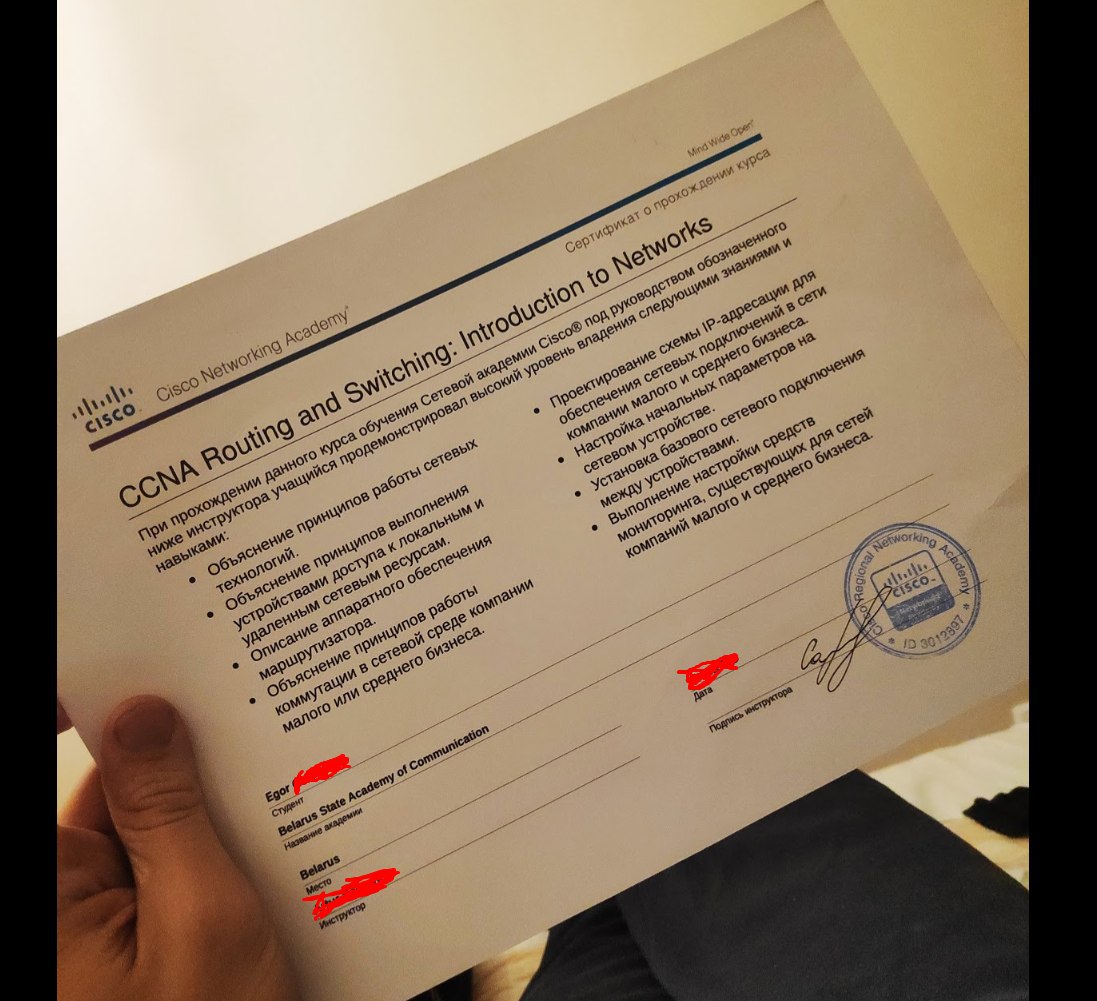 Mind Wide Open™
CISCO™
Cisco Networking Academy®
Сертификат о прохождении курса
CCNA Routing and Switching: Introduction to Networks
При прохождении данного курса обучения Сетевой академии Cisco® под руководством обозначенного
ниже инструктора учащийся продемонстрировал высокий уровень владения следующими знаниями и
навыками:
• Объяснение принципов работы сетевых
технологий.
• Объяснение принципов выполнения
устройствами доступа к локальным и
удаленным сетевым ресурсам.
• Описание аппаратного обеспечения
маршрутизатора.
• Объяснение принципов работы
коммутации в сетевой среде компании
малого или среднего бизнеса.
• Проектирование схемы IP-адресации для
обеспечения сетевых подключений в сети
компании малого и среднего бизнеса.
• Настройка начальных параметров на
сетевом устройстве.
• Установка базового сетевого подключения
между устройствами.
• Выполнение настройки средств
мониторинга, существующих для сетей
компаний малого и среднего бизнеса.
Egor
Студент
Belarus State Academy of Communication
Название академии
Belarus
Место
Инструктор
Дата
Подпись инструктора
Cisco Regional Networking Academy
CISCO™
* ID 3012897 *